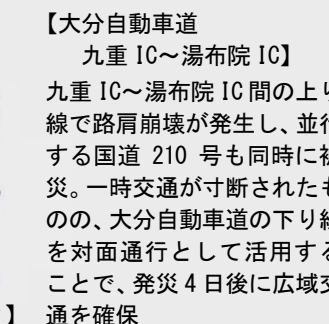 【大分自動車道
九重 IC～湯布院 IC】
九重 IC～湯布院 IC 間の上り
線で路肩崩壊が発生し、並行
する国道 210 号も同時に被
災。一時交通が寸断されたも
のの、大分自動車道の下り線
を対面通行として活用する
ことで、発災 4 日後に広域交
】 通を確保